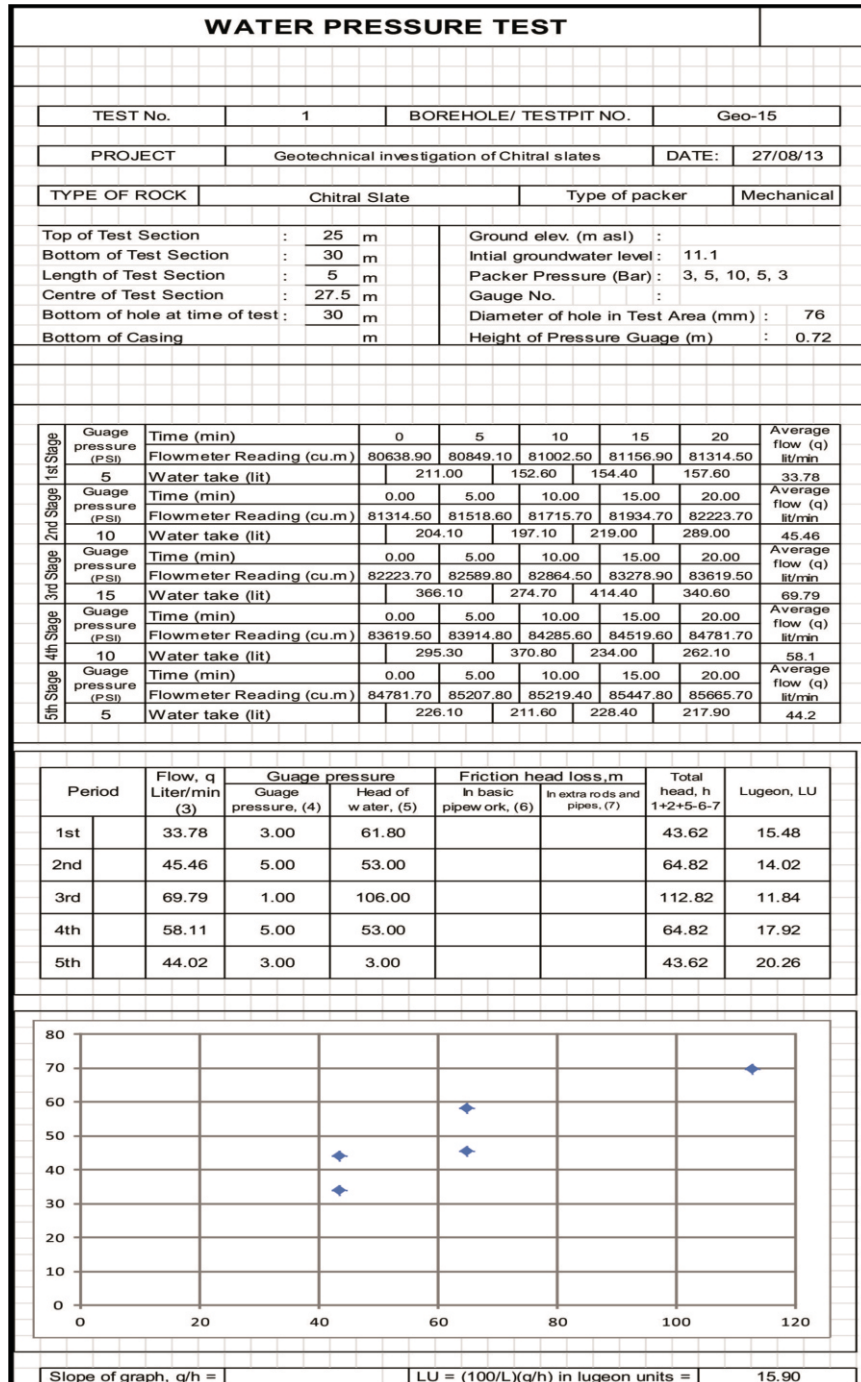 WATER PRESSURE TEST
TEST No. 1 BOREHOLE/ TESTPIT NO. Geo-15
PROJECT Geotechnical investigation of Chitral slates DATE: 27/08/13
TYPE OF ROCK Chitral Slate Type of packer Mechanical
Top of Test Section : 25 m Ground elev. (m asl) :
Bottom of Test Section : 30 m Intial groundwater level : 11.1
Length of Test Section : 5 m Packer Pressure (Bar) : 3, 5, 10, 5, 3
Centre of Test Section : 27.5 m Gauge No. :
Bottom of hole at time of test : 30 m Diameter of hole in Test Area (mm) : 76
Bottom of Casing m Height of Pressure Guage (m) : 0.72
1st Stage Guage pressure (PSI) Time (min) 0 5 10 15 20 Average flow (q) lit/min
Flowmeter Reading (cu.m) 80638.90 80849.10 81002.50 81156.90 81314.50
5 Water take (lit) 211.00 152.60 154.40 157.60 33.78
2nd Stage Guage pressure (PSI) Time (min) 0.00 5.00 10.00 15.00 20.00 Average flow (q) lit/min
Flowmeter Reading (cu.m) 81314.50 81518.60 81715.70 81934.70 82223.70
10 Water take (lit) 204.10 197.10 219.00 289.00 45.46
3rd Stage Guage pressure (PSI) Time (min) 0.00 5.00 10.00 15.00 20.00 Average flow (q) lit/min
Flowmeter Reading (cu.m) 82223.70 82589.80 82864.50 83278.90 83619.50
15 Water take (lit) 366.10 274.70 414.40 340.60 69.79
4th Stage Guage pressure (PSI) Time (min) 0.00 5.00 10.00 15.00 20.00 Average flow (q) lit/min
Flowmeter Reading (cu.m) 83619.50 83914.80 84285.60 84519.60 84781.70
10 Water take (lit) 295.30 370.80 234.00 262.10 58.1
5th Stage Guage pressure (PSI) Time (min) 0.00 5.00 10.00 15.00 20.00 Average flow (q) lit/min
Flowmeter Reading (cu.m) 84781.70 85207.80 85219.40 85447.80 85665.70
5 Water take (lit) 226.10 211.60 228.40 217.90 44.2
Period Flow, q Liter/min (3) Guage pressure Friction head loss,m Total head, h 1+2+5-6-7 Lugeon, LU
Guage pressure, (4) Head of water, (5) In basic pipework, (6) In extra rods and pipes, (7)
1st 33.78 3.00 61.80 43.62 15.48
2nd 45.46 5.00 53.00 64.82 14.02
3rd 69.79 1.00 106.00 112.82 11.84
4th 58.11 5.00 53.00 64.82 17.92
5th 44.02 3.00 3.00 43.62 20.26
80
70
60
50
40
30
20
10
0
0 20 40 60 80 100 120
Slope of graph, q/h = LU = (100/L)(q/h) in lugeon units = 15.90